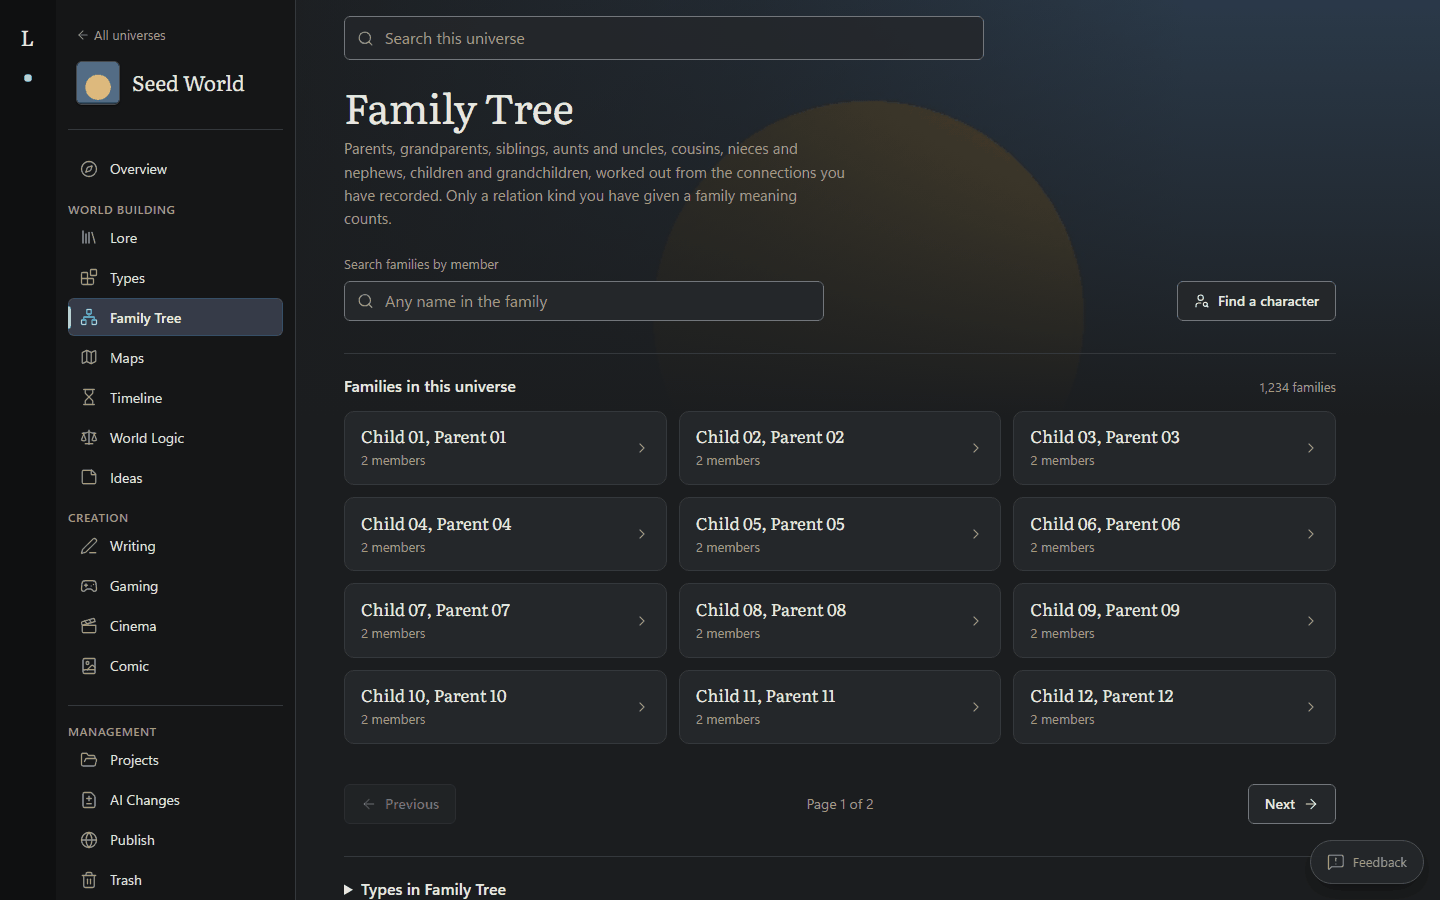 L
All universes
Seed World
Overview
WORLD BUILDING
Lore
Types
Family Tree
Maps
Timeline
World Logic
Ideas
CREATION
Writing
Gaming
Cinema
Comic
MANAGEMENT
Projects
AI Changes
Publish
Trash
Search this universe
Family Tree
Parents, grandparents, siblings, aunts and uncles, cousins, nieces and
nephews, children and grandchildren, worked out from the connections you
have recorded. Only a relation kind you have given a family meaning
counts.
Search families by member
Any name in the family
Find a character
Families in this universe
1,234 families
Child 01, Parent 01
2 members
Child 02, Parent 02
2 members
Child 03, Parent 03
2 members
Child 04, Parent 04
2 members
Child 05, Parent 05
2 members
Child 06, Parent 06
2 members
Child 07, Parent 07
2 members
Child 08, Parent 08
2 members
Child 09, Parent 09
2 members
Child 10, Parent 10
2 members
Child 11, Parent 11
2 members
Child 12, Parent 12
2 members
Previous
Page 1 of 2
Next
Feedback
Types in Family Tree